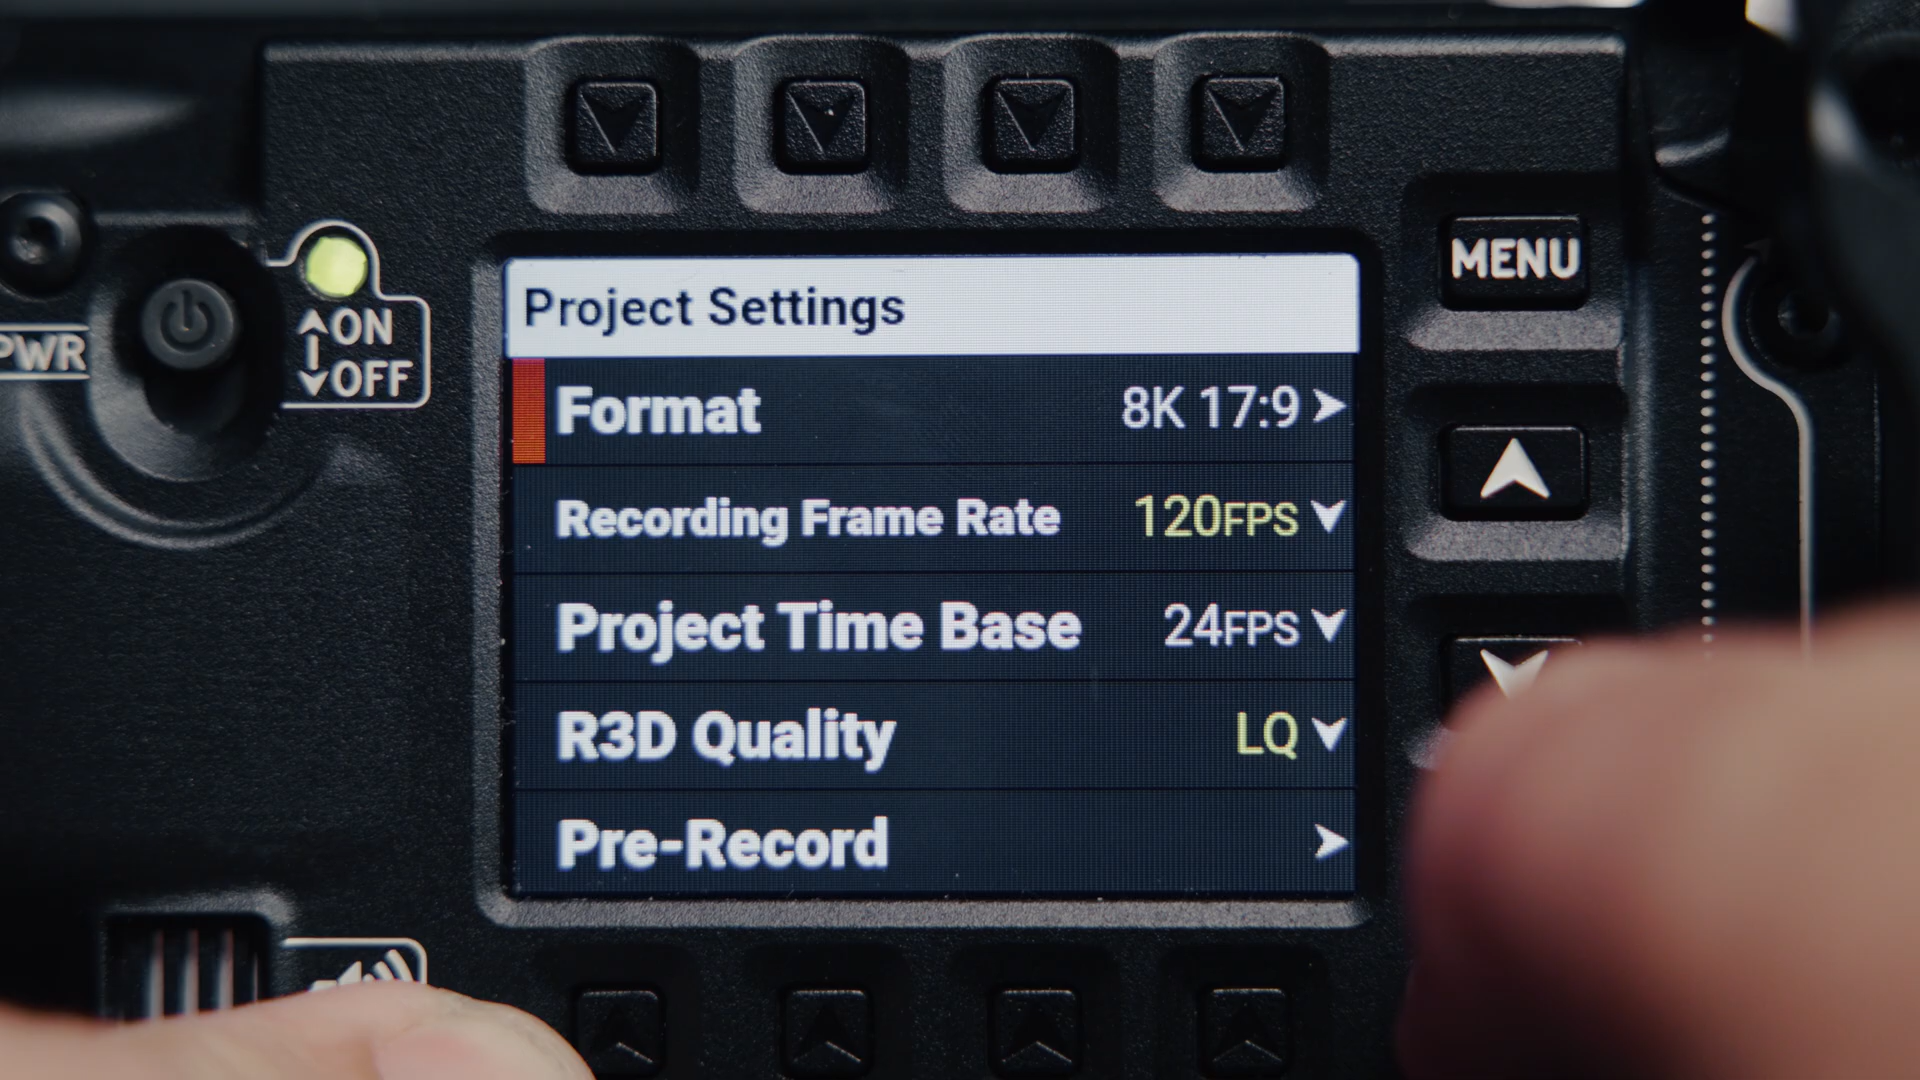 PWR
ON
OFF
MENU
Project Settings
Format 8K 17:9
Recording Frame Rate 120FPS
Project Time Base 24FPS
R3D Quality LQ
Pre-Record